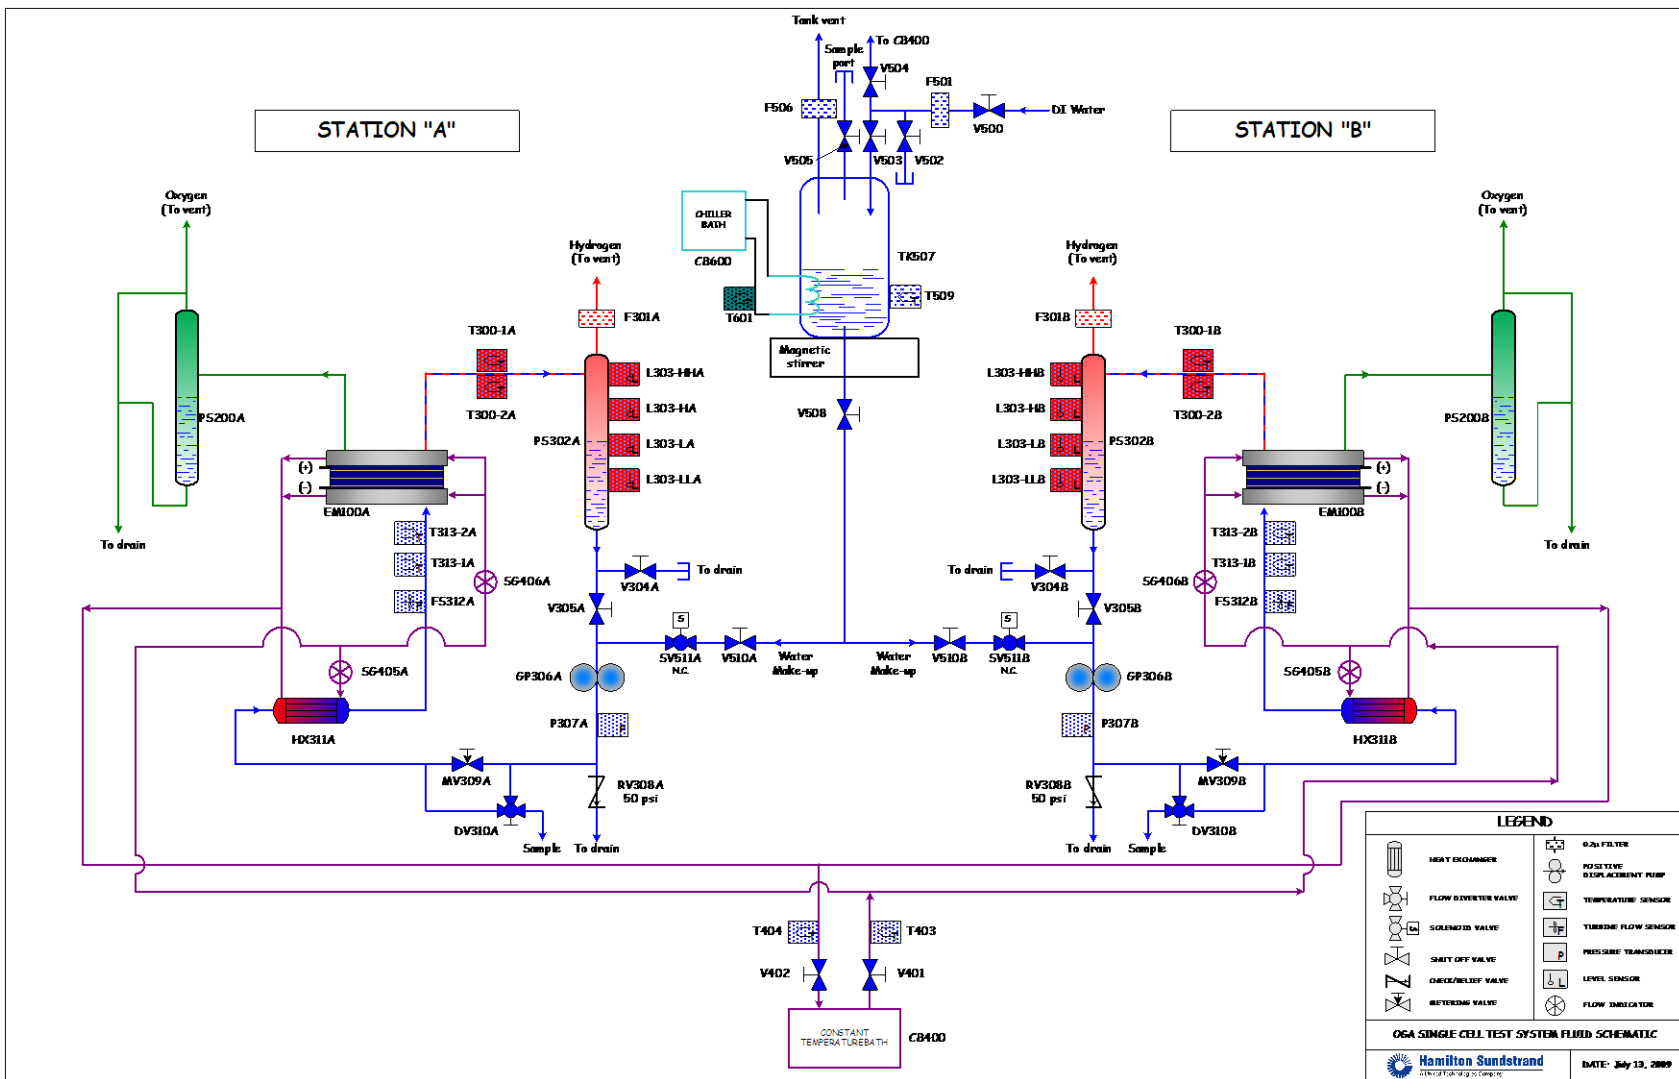 Tank vent
To CB400
Sample
port
V504
F501
F506
DI Water
V500
STATION "A"
STATION "B"
V505
V503
V502
Oxygen
(To vent)
Oxygen
(To vent)
CHILLER
BATH
Hydrogen
(To vent)
Hydrogen
(To vent)
CB600
TK507
T509
T601
F301A
F301B
T300-1A
T300-1B
Magnetic
stirrer
L303-HHA
L303-HHB
T300-2A
T300-2B
V508
L303-HA
L303-HB
PS200A
PS200B
PS302A
PS302B
L303-LA
L303-LB
(+)
(+)
L303-LLA
L303-LLB
(-)
(-)
EM100A
EM100B
T313-2A
T313-2B
To drain
To drain
T313-1A
T313-1B
To drain
To drain
SG406A
SG406B
V304A
V304B
FS312A
FS312B
V305A
V305B
S
S
SV511A
V510A
Water
Make-up
Water
Make-up
V510B
SV511B
N.C.
N.C.
SG405A
SG405B
GP306A
GP306B
P307A
P307B
HX311A
HX311B
MV309A
MV309B
RV308A
50 psi
RV308B
50 psi
DV310A
DV310B
Sample
To drain
To drain
Sample
T404
T403
V402
V401
CONSTANT
TEMPERATUREBATH
CB400
LEGEND
HEAT EXCHANGER
0.2µ FILTER
POSITIVE
DISPLACEMENT PUMP
FLOW DIVERTER VALVE
TEMPERATURE SENSOR
SOLENOID VALVE
TURBINE FLOW SENSOR
SHUT OFF VALVE
PRESSURE TRANSDUCER
CHECK/RELIEF VALVE
LEVEL SENSOR
METERING VALVE
FLOW INDICATOR
OGA SINGLE CELL TEST SYSTEM FLUID SCHEMATIC
Hamilton Sundstrand
A United Technologies Company
DATE: July 13, 2009